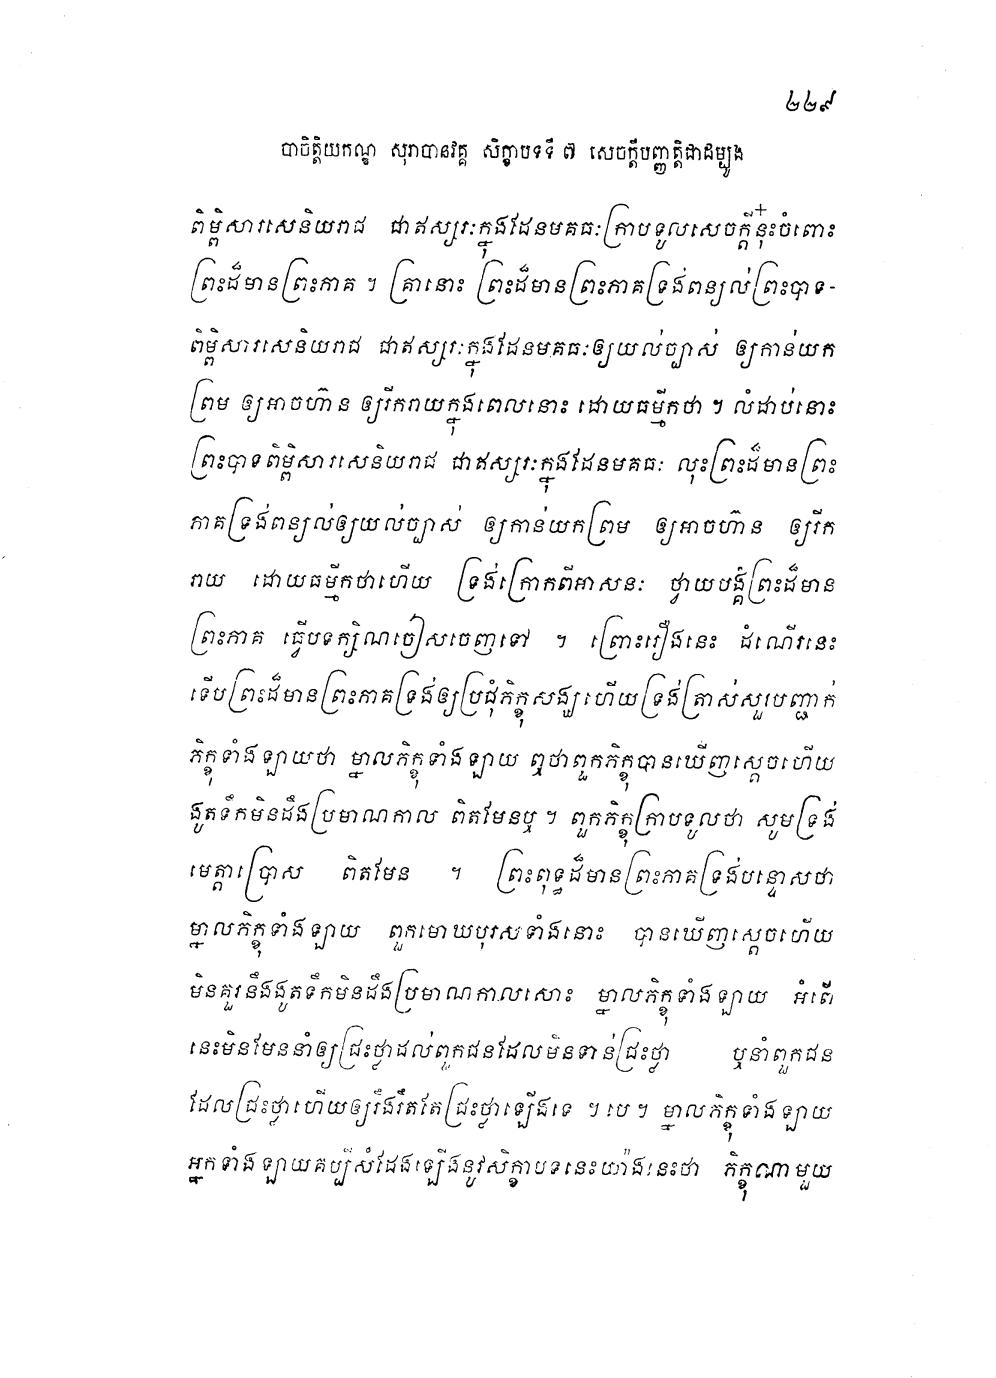 ២២៩
បាចិត្តិយកណ្ឌ សុរាបានវគ្គ សិក្ខាបទទី ៧ សេចក្តីបញ្ញត្តិជាដម្បូង
ពិម្ពិសារសេនិយរាជ ជាឥស្សរៈក្នុងដែនមគធៈក្រាបទូលសេចក្តីនុ៎ះចំពោះ
ព្រះដ៏មានព្រះភាគ ។ គ្រានោះ ព្រះដ៏មានព្រះភាគទ្រង់ពន្យល់ព្រះបាទ-
ពិម្ពិសារសេនិយរាជ ជាឥស្សរៈក្នុងដែនមគធៈឲ្យយល់ច្បាស់ ឲ្យកាន់យក
ព្រម ឲ្យអាចហ៊ាន ឲ្យរីករាយក្នុងពេលនោះ ដោយធម្មីកថា ។ លំដាប់នោះ
ព្រះបាទពិម្ពិសារសេនិយរាជ ជាឥស្សរៈក្នុងដែនមគធៈ លុះព្រះដ៏មានព្រះ
ភាគទ្រង់ពន្យល់ឲ្យយល់ច្បាស់ ឲ្យកាន់យកព្រម ឲ្យអាចហ៊ាន ឲ្យរីក
រាយ ដោយធម្មីកថាហើយ ទ្រង់ក្រោកពីអាសនៈ ថ្វាយបង្គំព្រះដ៏មាន
ព្រះភាគ ធ្វើបទក្សិណចៀសចេញទៅ ។ ព្រោះរឿងនេះ ដំណើរនេះ
ទើបព្រះដ៏មានព្រះភាគទ្រង់ឲ្យប្រជុំភិក្ខុសង្ឃហើយទ្រង់ត្រាស់សួរបញ្ជាក់
ភិក្ខុទាំងឡាយថា ម្នាលភិក្ខុទាំងឡាយ ឮថាពួកភិក្ខុបានឃើញស្តេចហើយ
ងូតទឹកមិនដឹងប្រមាណកាល ពិតមែនឬ ។ ពួកភិក្ខុក្រាបទូលថា សូមទ្រង់
មេត្តាប្រោស ពិតមែន ។ ព្រះពុទ្ធដ៏មានព្រះភាគទ្រង់បន្ទោសថា
ម្នាលភិក្ខុទាំងឡាយ ពួកមោឃបុរសទាំងនោះ បានឃើញស្តេចហើយ
មិនគួរនឹងងូតទឹកមិនដឹងប្រមាណកាលសោះ ម្នាលភិក្ខុទាំងឡាយ អំពើ
នេះមិនមែននាំឲ្យជ្រះថ្លាដល់ពួកជនដែលមិនទាន់ជ្រះថ្លា ឬនាំពួកជន
ដែលជ្រះថ្លាហើយឲ្យរឹងរឹតតែជ្រះថ្លាឡើងទេ ។បេ។ ម្នាលភិក្ខុទាំងឡាយ
អ្នកទាំងឡាយគប្បីសំដែងឡើងនូវសិក្ខាបទនេះយ៉ាងនេះថា ភិក្ខុណាមួយ